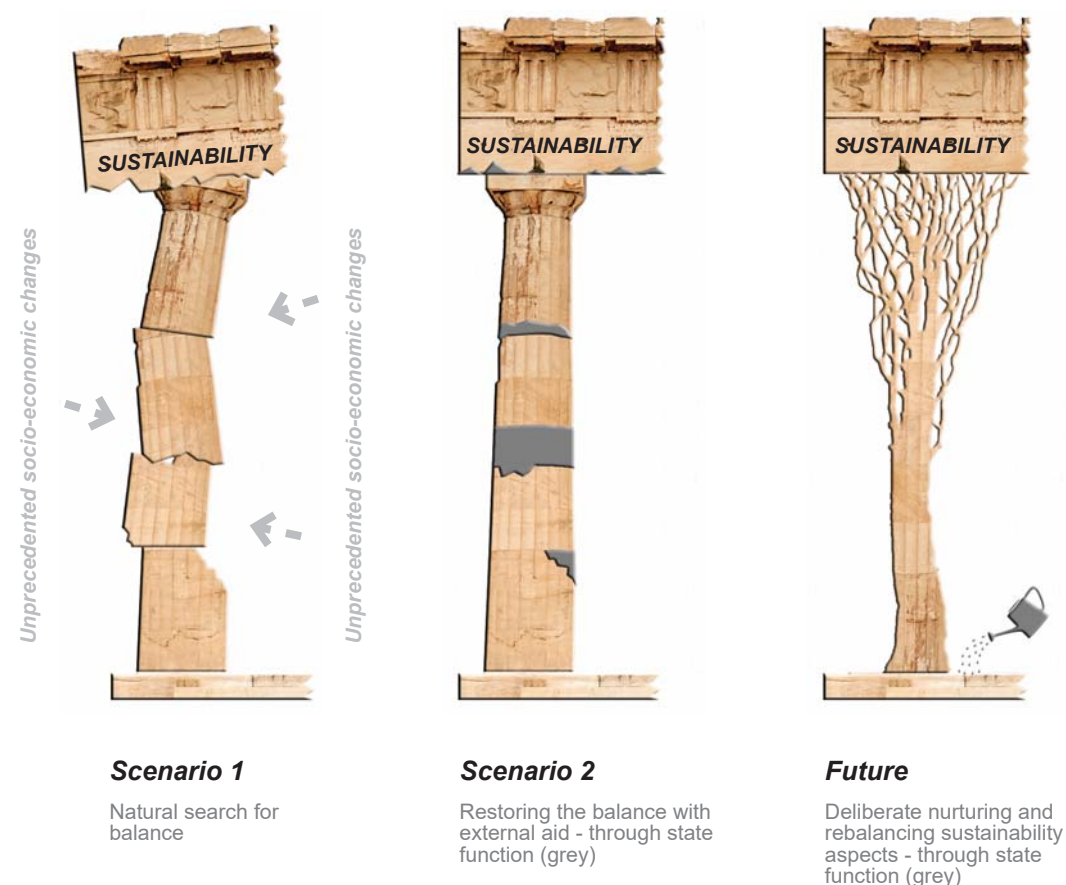 SUSTAINABILITY
SUSTAINABILITY
SUSTAINABILITY
Unprecedented socio-economic changes
Unprecedented socio-economic changes
Scenario 1
Natural search for
balance
Scenario 2
Restoring the balance with
external aid - through state
function (grey)
Future
Deliberate nurturing and
rebalancing sustainability
aspects - through state
function (grey)